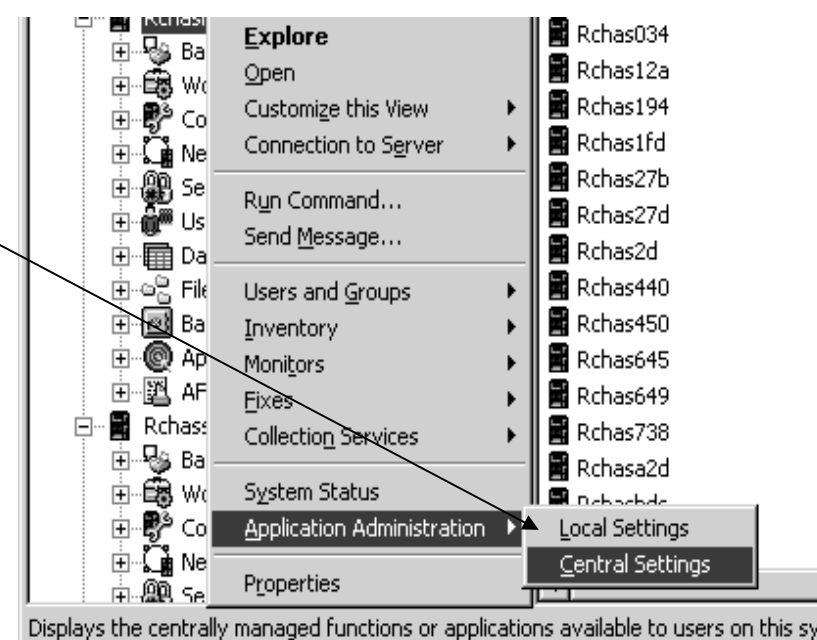 Ba
Wo
Co
Ne
Se
Us
Da
File
Ba
Ap
AF
Rchass
Ba
Wo
Co
Ne
Se
Explore
Open
Customize this View
Connection to Server
Run Command...
Send Message...
Users and Groups
Inventory
Monitors
Fixes
Collection Services
System Status
Application Administration
Properties
Local Settings
Central Settings
Rchas034
Rchas12a
Rchas194
Rchas1fd
Rchas27b
Rchas27d
Rchas2d
Rchas440
Rchas450
Rchas645
Rchas649
Rchas738
Rchasa2d
Displays the centrally managed functions or applications available to users on this sy